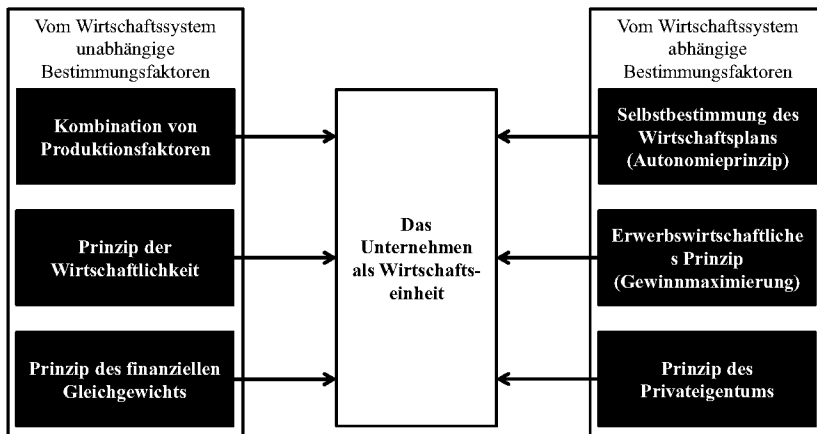 Vom Wirtschaftssystem
unabhängige
Bestimmungsfaktoren
Kombination von
Produktionsfaktoren
Prinzip der
Wirtschaftlichkeit
Prinzip des finanziellen
Gleichgewichts
Das
Unternehmen
als Wirtschafts-
einheit
Vom Wirtschaftssystem
abhängige
Bestimmungsfaktoren
Selbstbestimmung des
Wirtschaftsplans
(Autonomieprinzip)
Erwerbswirtschaftliche
s Prinzip
(Gewinnmaximierung)
Prinzip des
Privateigentums